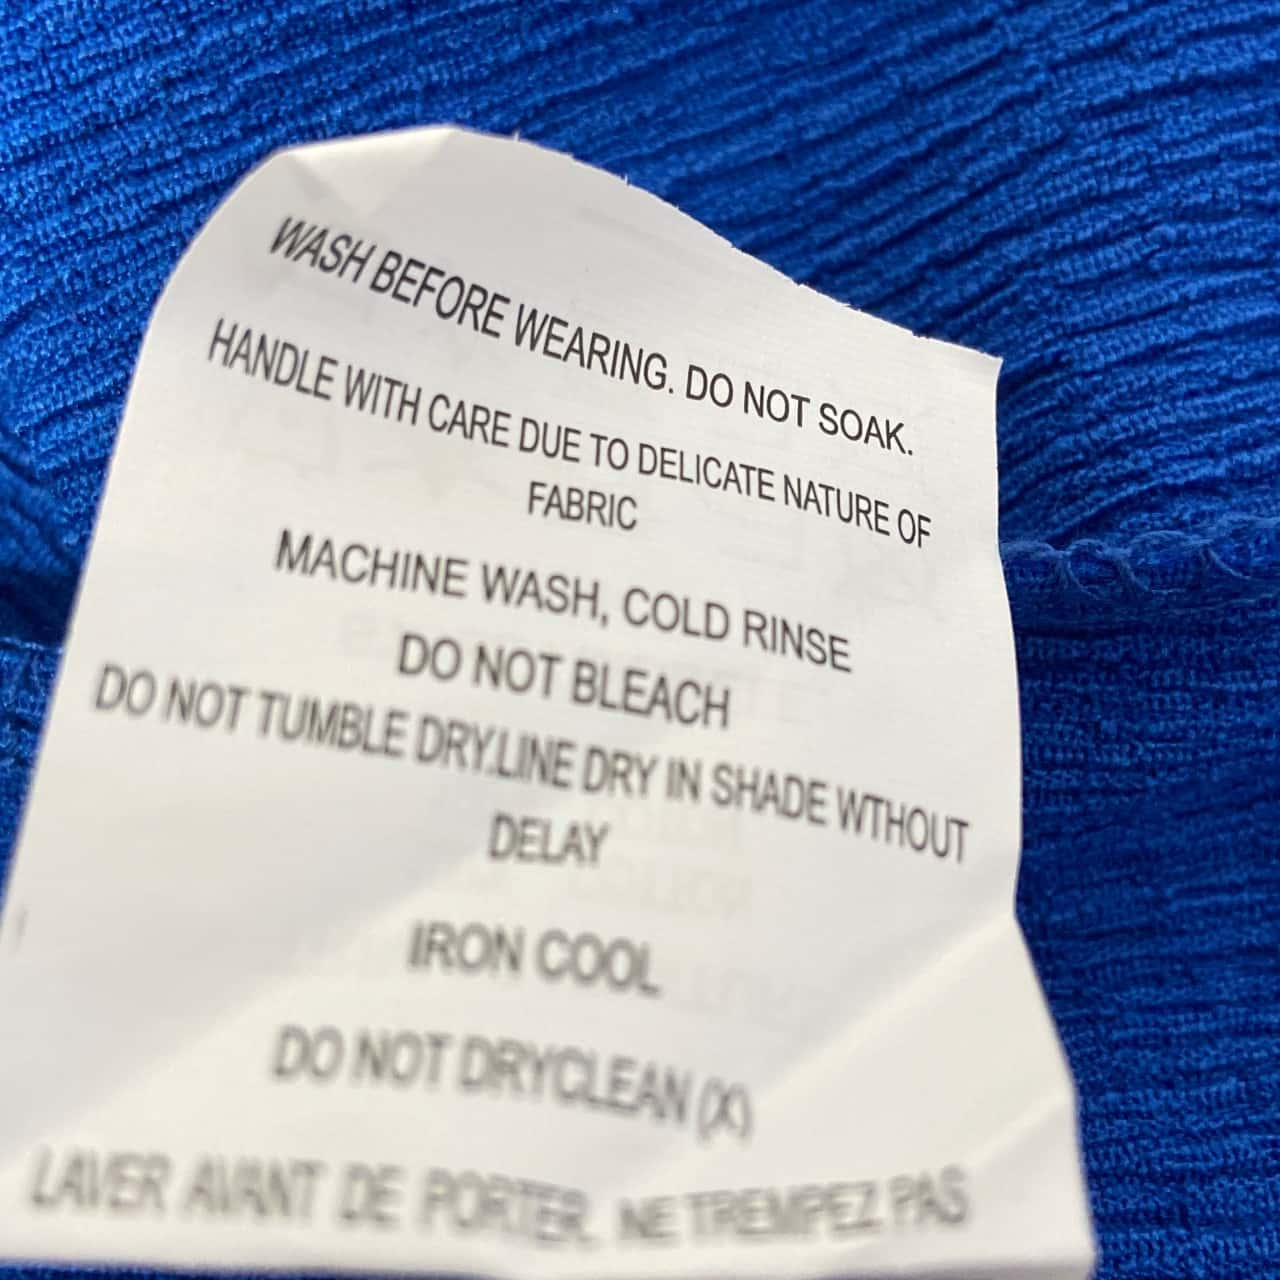 WASH BEFORE WEARING. DO NOT SOAK.
HANDLE WITH CARE DUE TO DELICATE NATURE OF
FABRIC
MACHINE WASH, COLD RINSE
DO NOT BLEACH
DO NOT TUMBLE DRY.LINE DRY IN SHADE WTHOUT
DELAY
IRON COOL
DO NOT DRYCLEAN (X)
LAVER AVANT DE PORTER. NE TREMPEZ PAS